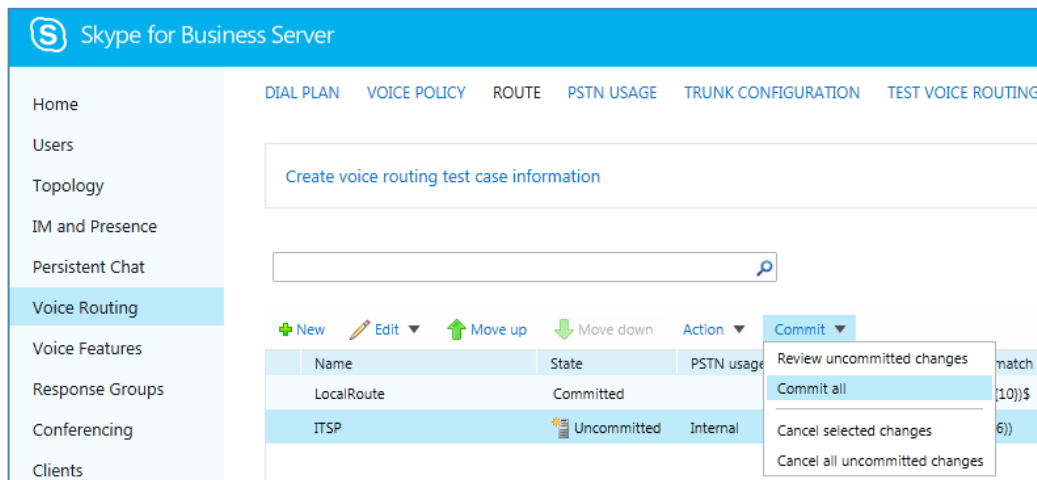 Skype for Business Server
Home
Users
Topology
IM and Presence
Persistent Chat
Voice Routing
Voice Features
Response Groups
Conferencing
Clients
DIAL PLAN VOICE POLICY ROUTE PSTN USAGE TRUNK CONFIGURATION TEST VOICE ROUTING
Create voice routing test case information
New Edit Move up Move down Action Commit
Name State PSTN usage match
LocalRoute Committed {10})$
ITSP Uncommitted Internal 6})
Review uncommitted changes
Commit all
Cancel selected changes
Cancel all uncommitted changes